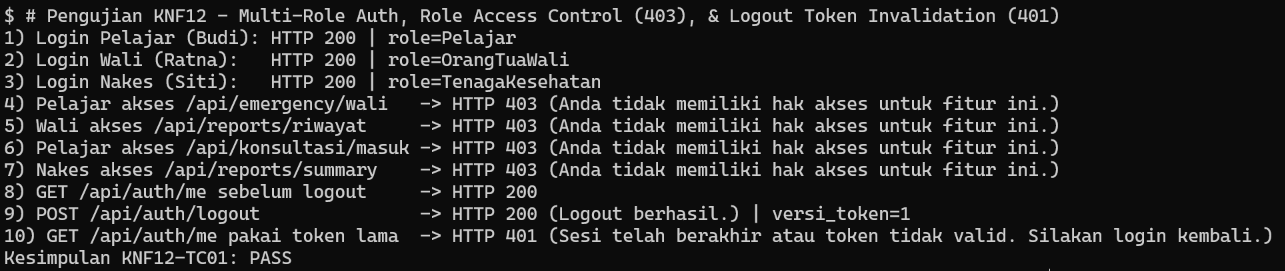 $ # Pengujian KNF12 - Multi-Role Auth, Role Access Control (403), & Logout Token Invalidation (401)
1) Login Pelajar (Budi): HTTP 200 | role=Pelajar
2) Login Wali (Ratna):   HTTP 200 | role=OrangTuaWali
3) Login Nakes (Siti):   HTTP 200 | role=TenagaKesehatan
4) Pelajar akses /api/emergency/wali   -> HTTP 403 (Anda tidak memiliki hak akses untuk fitur ini.)
5) Wali akses /api/reports/riwayat     -> HTTP 403 (Anda tidak memiliki hak akses untuk fitur ini.)
6) Pelajar akses /api/konsultasi/masuk -> HTTP 403 (Anda tidak memiliki hak akses untuk fitur ini.)
7) Nakes akses /api/reports/summary    -> HTTP 403 (Anda tidak memiliki hak akses untuk fitur ini.)
8) GET /api/auth/me sebelum logout     -> HTTP 200
9) POST /api/auth/logout               -> HTTP 200 (Logout berhasil.) | versi_token=1
10) GET /api/auth/me pakai token lama  -> HTTP 401 (Sesi telah berakhir atau token tidak valid. Silakan login kembali.)
Kesimpulan KNF12-TC01: PASS